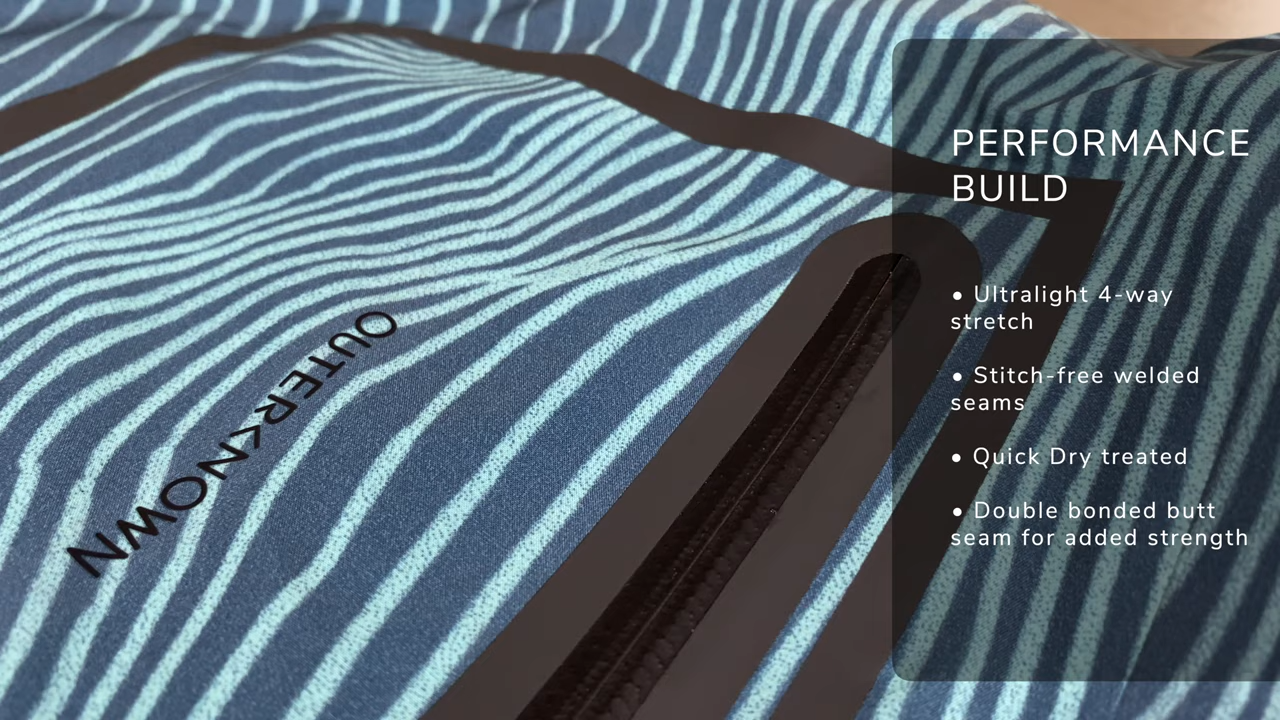 PERFORMANCE
BUILD
• Ultralight 4-way
stretch
• Stitch-free welded
seams
• Quick Dry treated
• Double bonded butt
seam for added strength
OUTERKNOWN